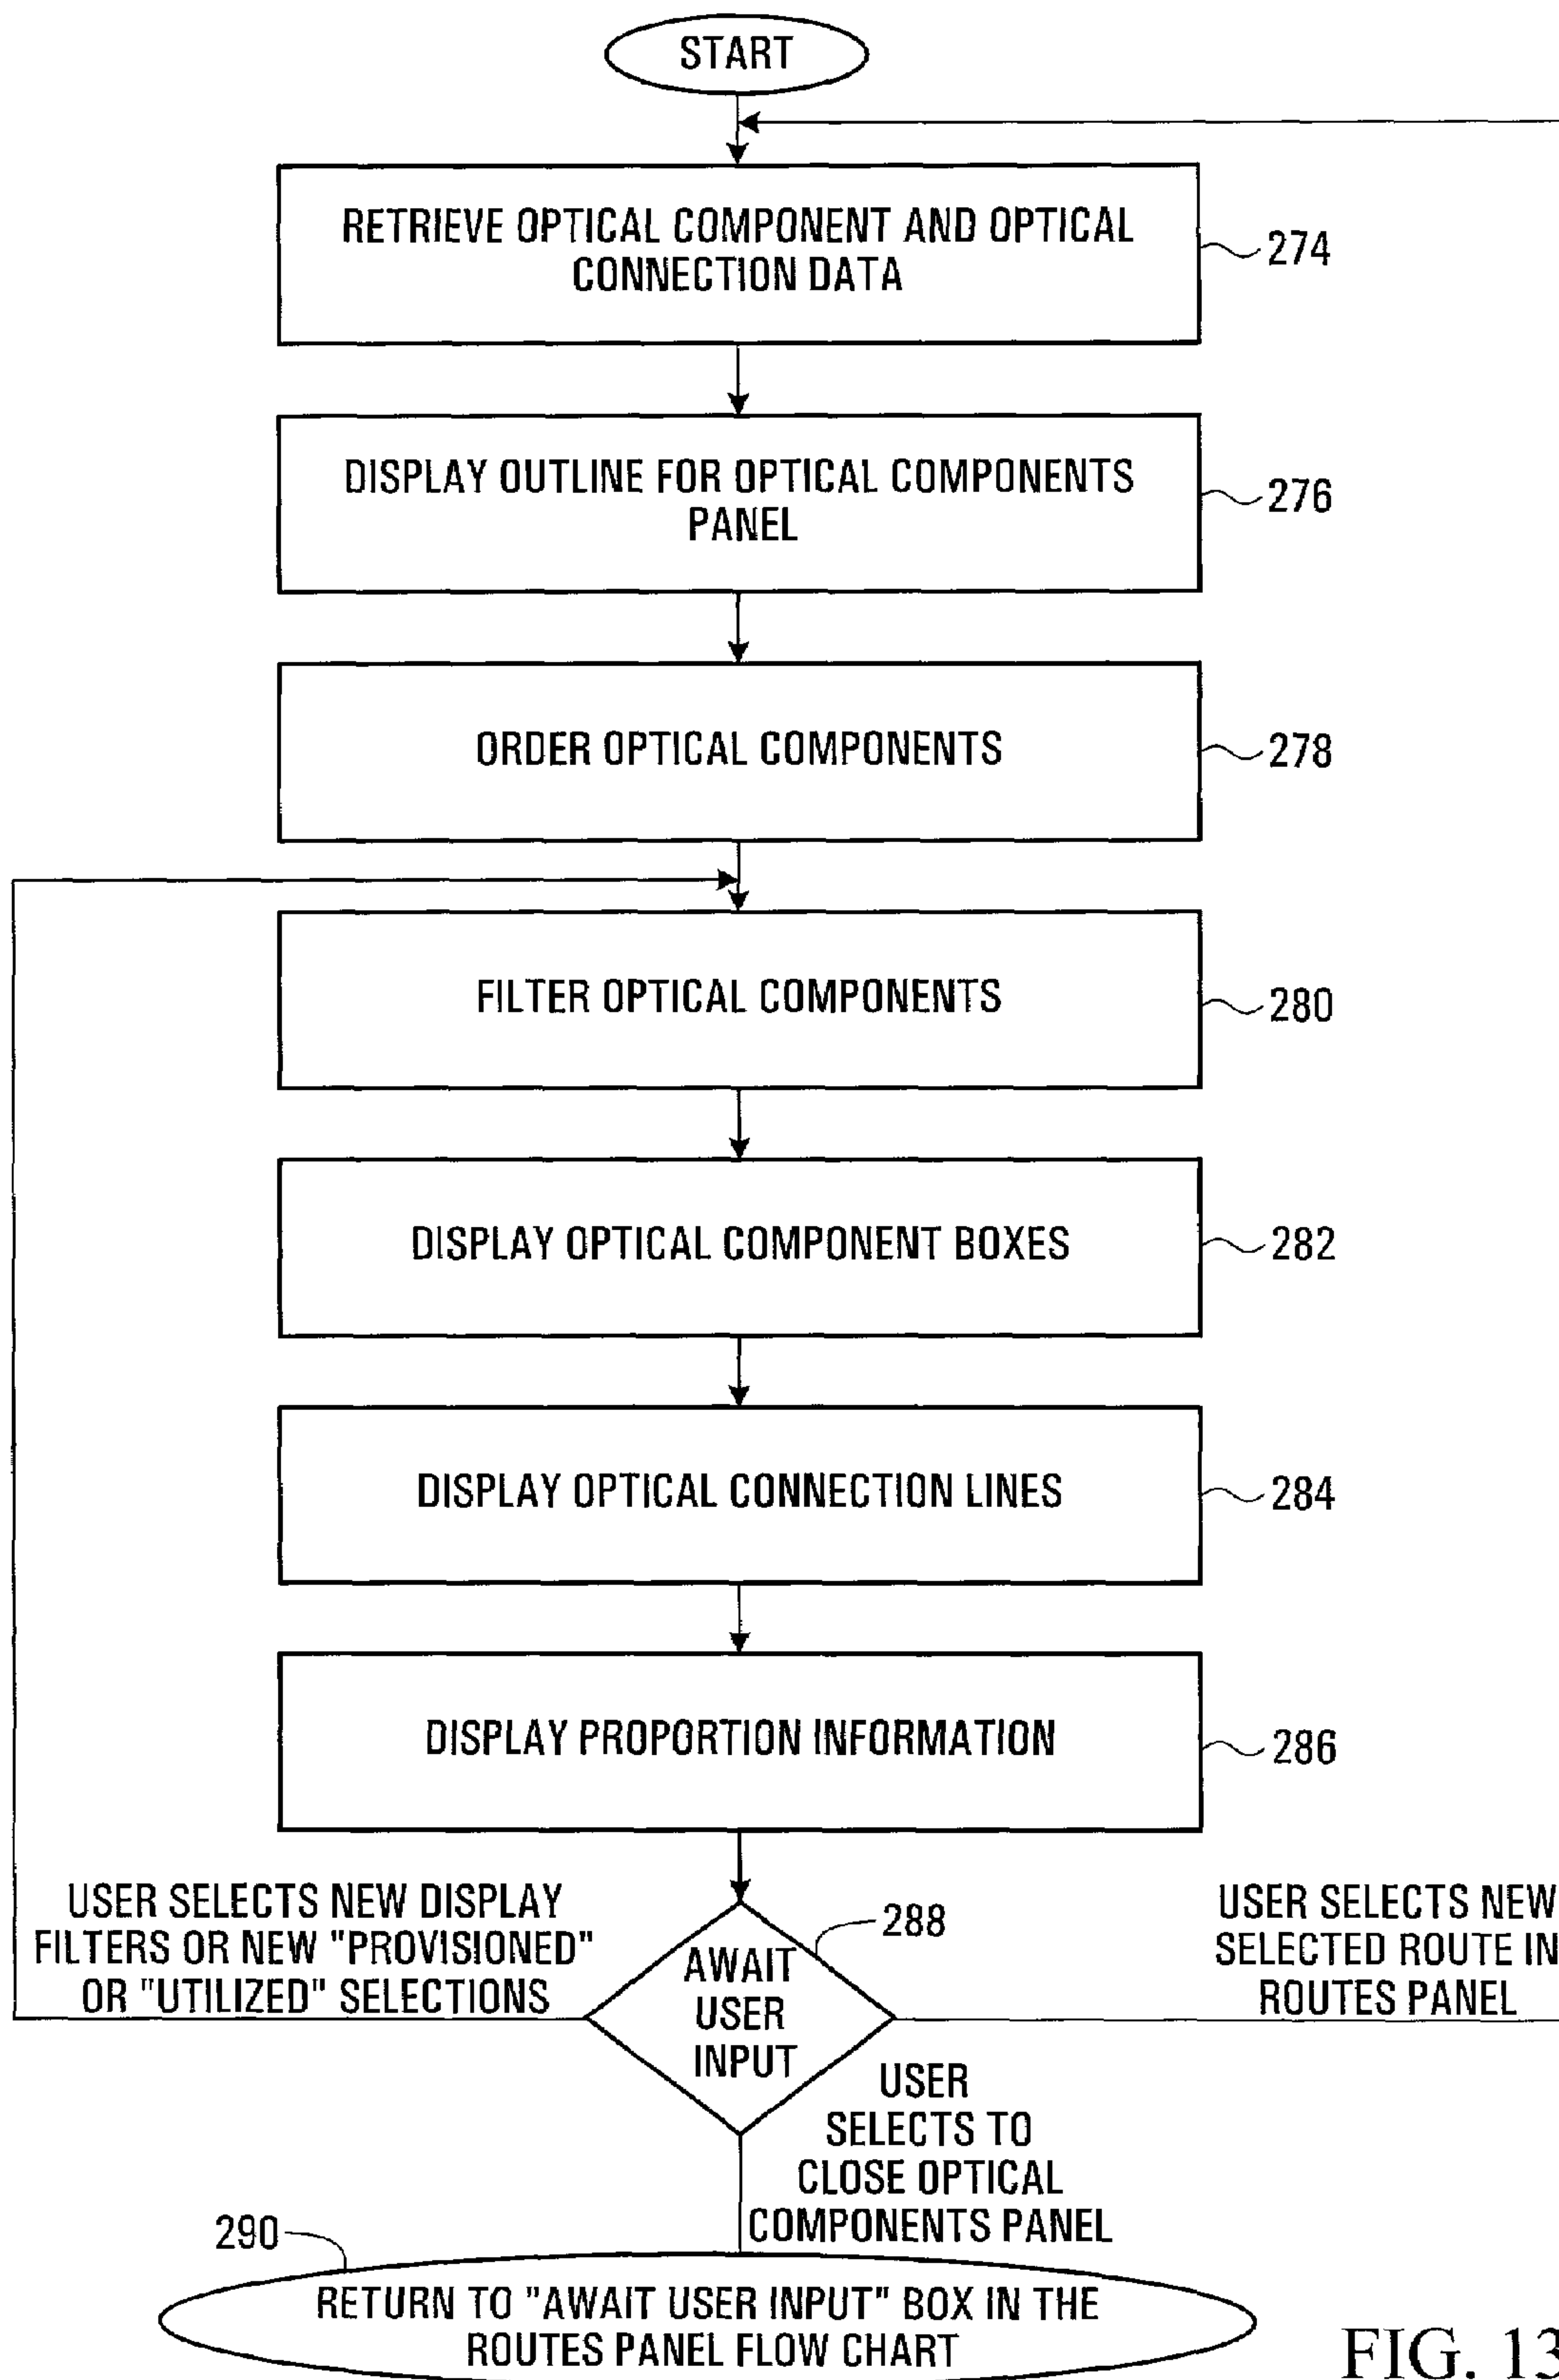 START
RETRIEVE OPTICAL COMPONENT AND OPTICAL
CONNECTION DATA
274
DISPLAY OUTLINE FOR OPTICAL COMPONENTS
PANEL
276
ORDER OPTICAL COMPONENTS
278
FILTER OPTICAL COMPONENTS
280
DISPLAY OPTICAL COMPONENT BOXES
282
DISPLAY OPTICAL CONNECTION LINES
284
DISPLAY PROPORTION INFORMATION
286
USER SELECTS NEW DISPLAY
FILTERS OR NEW "PROVISIONED"
OR "UTILIZED" SELECTIONS
288
AWAIT
USER
INPUT
USER SELECTS NEW
SELECTED ROUTE IN
ROUTES PANEL
USER
SELECTS TO
CLOSE OPTICAL
COMPONENTS PANEL
290
RETURN TO "AWAIT USER INPUT" BOX IN THE
ROUTES PANEL FLOW CHART
FIG. 13